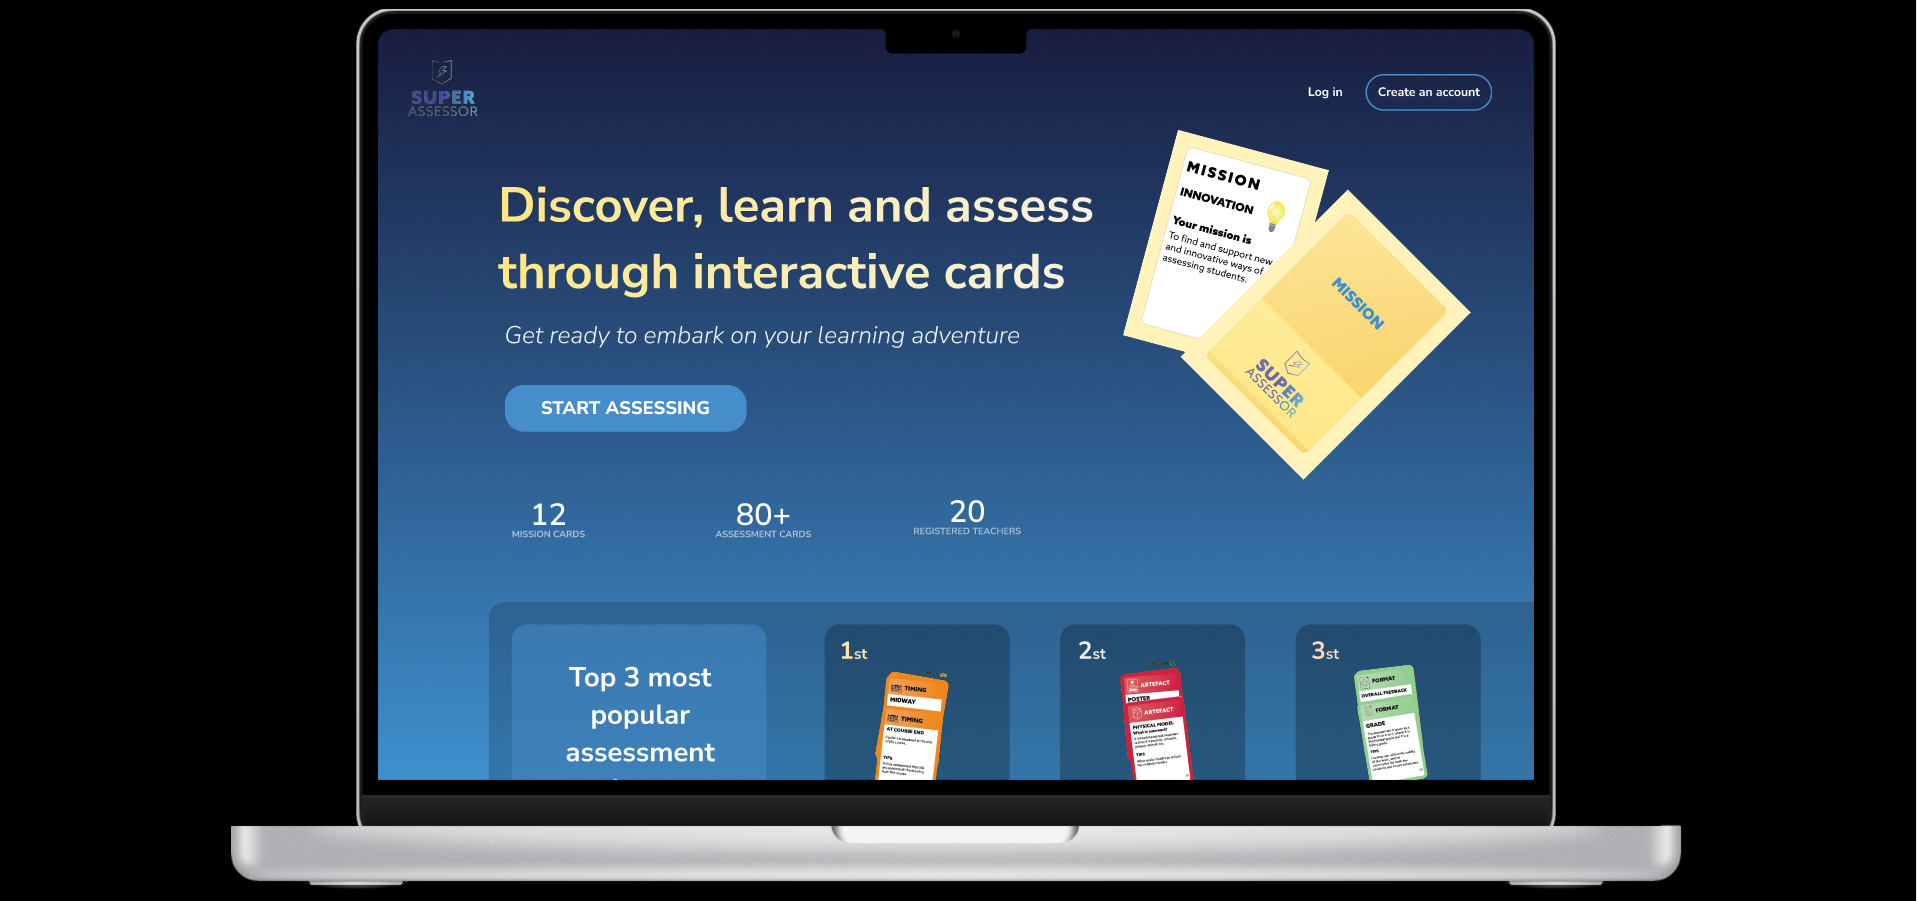 SUPER
ASSESSOR
Log in
Create an account
Discover, learn and assess
through interactive cards
Get ready to embark on your learning adventure
START ASSESSING
MISSION
INNOVATION
Your mission is
To find and support new
and innovative ways of
assessing students.
MISSION
SUPER
ASSESSOR
12
MISSION CARDS
80+
ASSESSMENT CARDS
20
REGISTERED TEACHERS
Top 3 most
popular
assessment
1st
TIMING
MIDWAY
TIMING
AT COURSE END
TIPS
2st
ARTEFACT
POSTER
ARTEFACT
PHYSICAL MODEL
TIPS
3st
FORMAT
OVERALL FEEDBACK
FORMAT
GRADE
TIPS